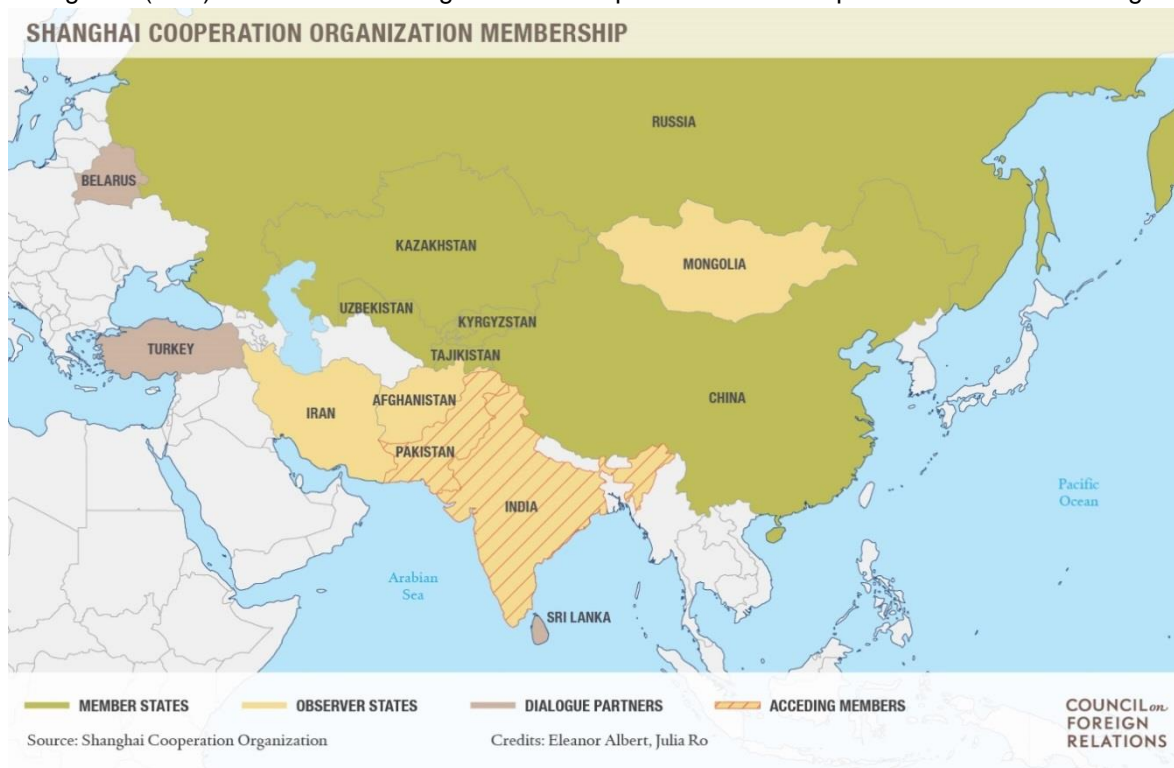 SHANGHAI COOPERATION ORGANIZATION MEMBERSHIP
RUSSIA
BELARUS
KAZAKHSTAN
MONGOLIA
UZBEKISTAN
KYRGYZSTAN
TURKEY
TAJIKISTAN
CHINA
IRAN
AFGHANISTAN
PAKISTAN
INDIA
Pacific
Ocean
Arabian
Sea
SRI LANKA
MEMBER STATES
OBSERVER STATES
DIALOGUE PARTNERS
ACCEDING MEMBERS
Source: Shanghai Cooperation Organization
Credits: Eleanor Albert, Julia Ro
COUNCIL on
FOREIGN
RELATIONS